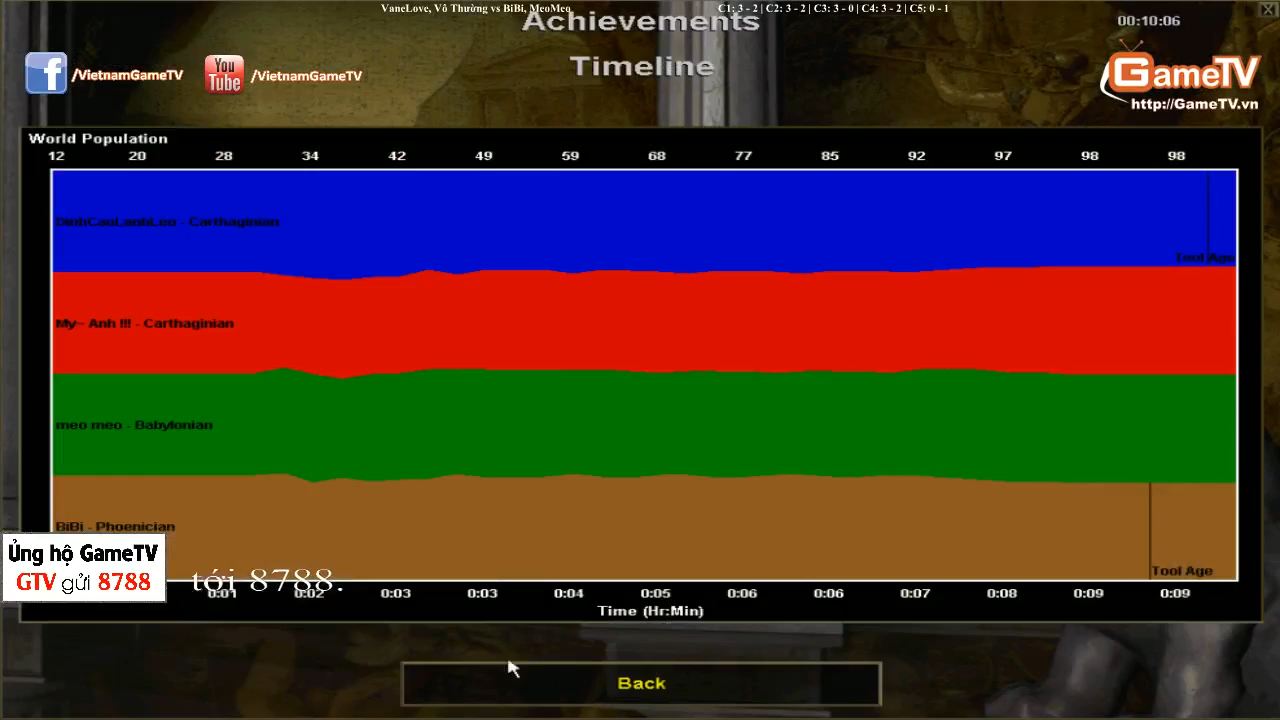 VaneLove, Vô Thường vs BiBi, MeoMeo
C1: 3 - 2 | C2: 3 - 2 | C3: 3 - 0 | C4: 3 - 2 | C5: 0 - 1
Achievements
00:10:06
Timeline
/VietnamGameTV
You Tube
/VietnamGameTV
GameTV
http://GameTV.vn
World Population
12 20 28 34 42 49 59 68 77 85 92 97 98 98
DinhCaoLanhLeo - Carthaginian
Tool Age
My~ Anh !!! - Carthaginian
meo meo - Babylonian
BiBi - Phoenician
Tool Age
Ủng hộ GameTV
GTV gửi 8788
tới 8788.
0:01 0:02 0:03 0:03 0:04 0:05 0:06 0:06 0:07 0:08 0:09 0:09
Time (Hr:Min)
Back